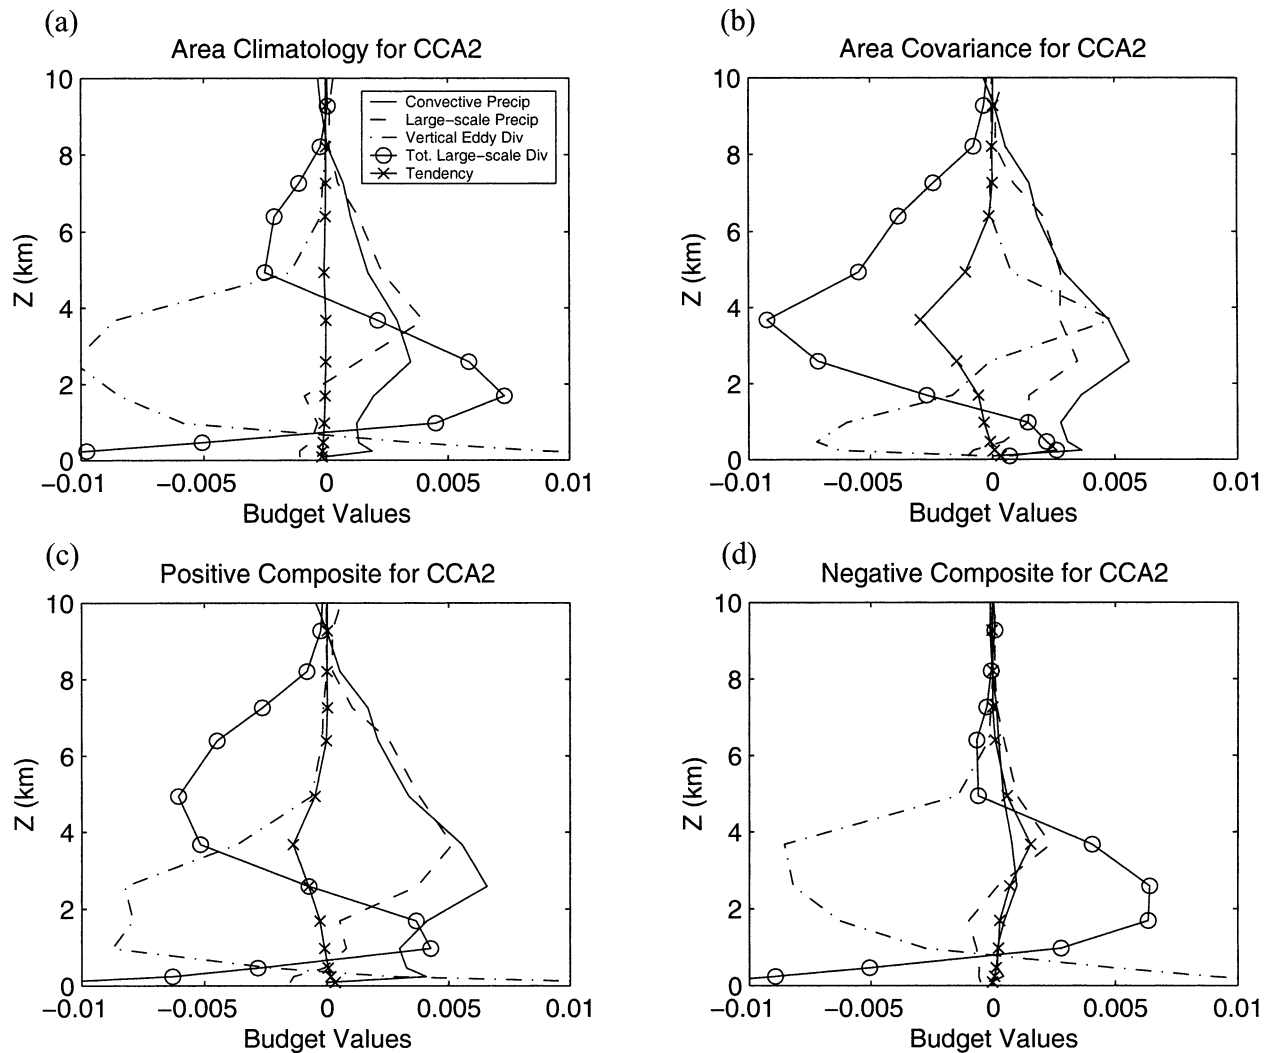 (a)
Area Climatology for CCA2
10
8
6
4
2
0
Z (km)
Convective Precip
Large-scale Precip
Vertical Eddy Div
Tot. Large-scale Div
Tendency
-0.01
-0.005
0
0.005
0.01
Budget Values
(b)
Area Covariance for CCA2
10
8
6
4
2
0
Z (km)
-0.01
-0.005
0
0.005
0.01
Budget Values
(c)
Positive Composite for CCA2
10
8
6
4
2
0
Z (km)
-0.01
-0.005
0
0.005
0.01
Budget Values
(d)
Negative Composite for CCA2
10
8
6
4
2
0
Z (km)
-0.01
-0.005
0
0.005
0.01
Budget Values